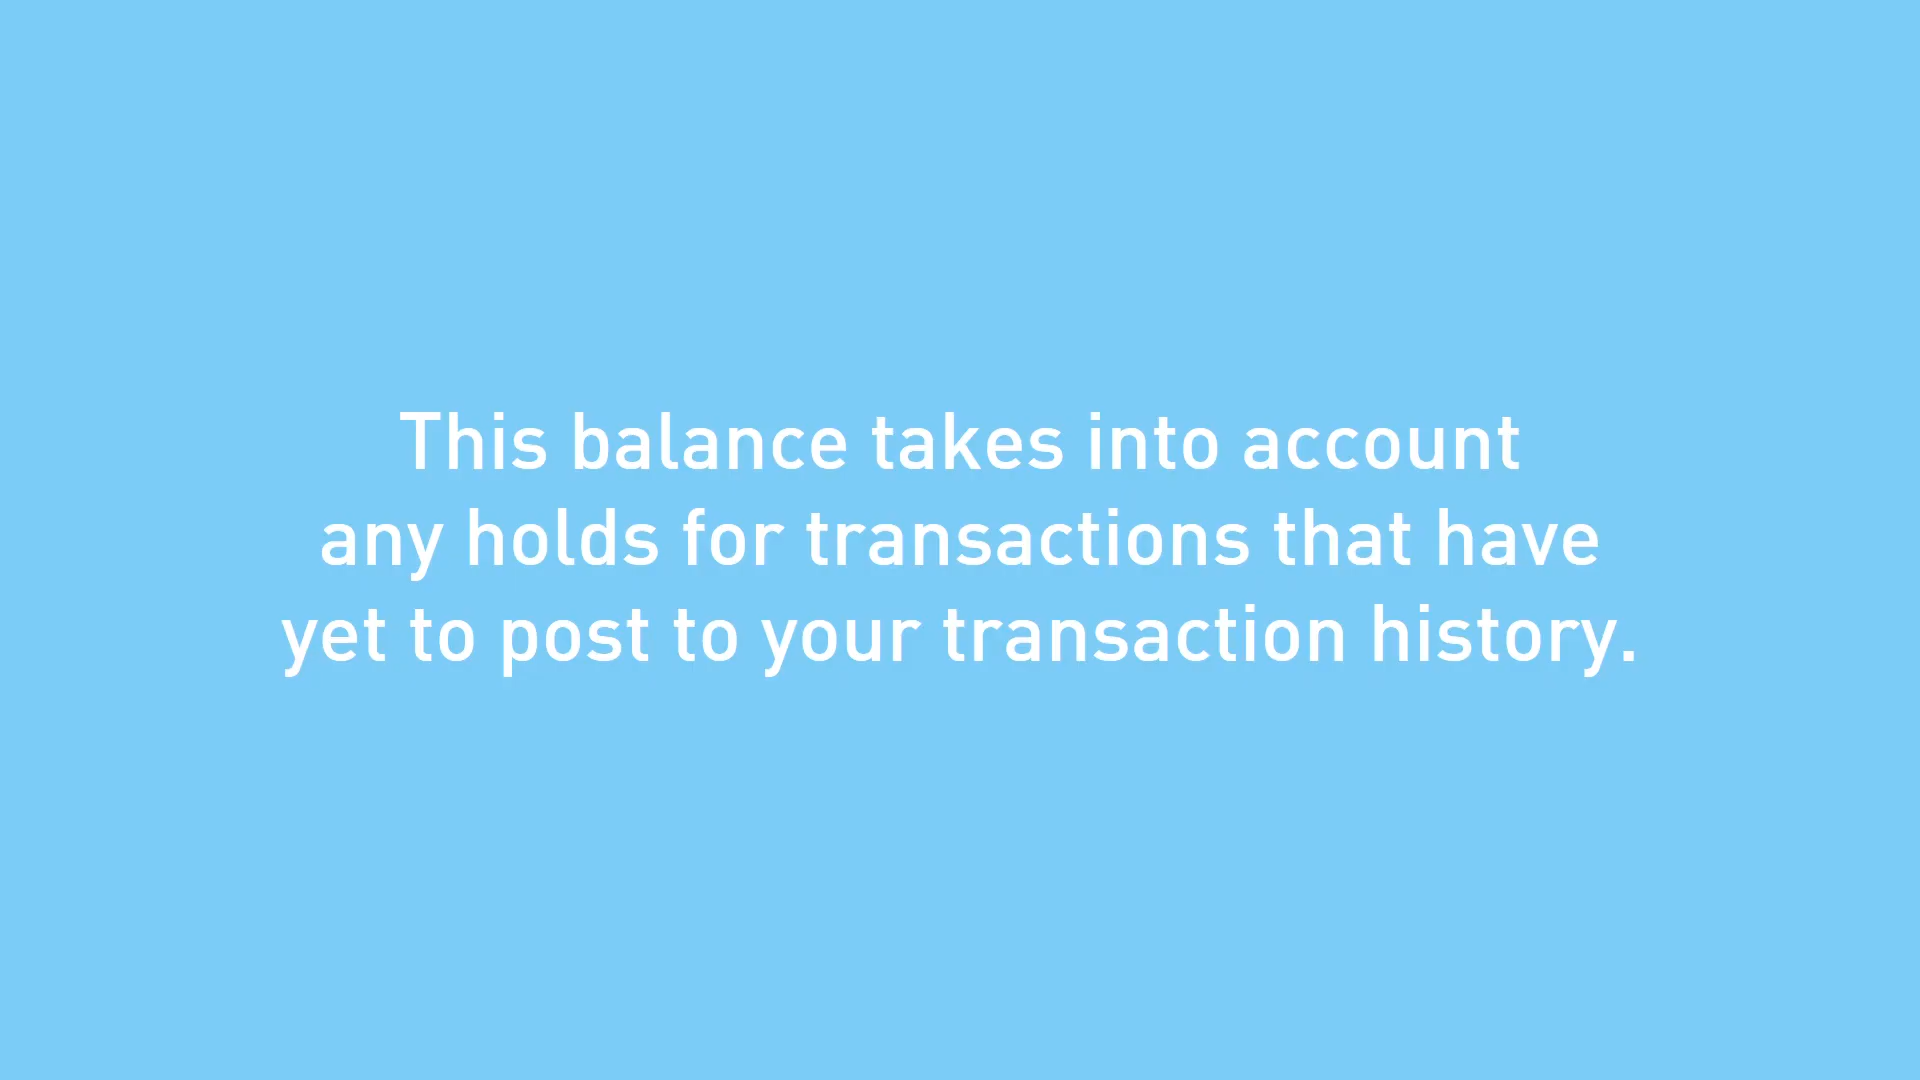 This balance takes into account
any holds for transactions that have
yet to post to your transaction history.